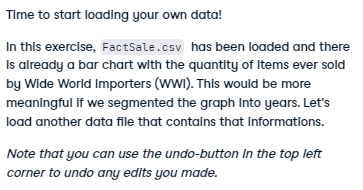 Time to start loading your own data!
In this exercise, FactSale.csv has been loaded and there
is already a bar chart with the quantity of items ever sold
by Wide World Importers (WWI). This would be more
meaningful if we segmented the graph into years. Let's
load another data file that contains that informations.
Note that you can use the undo-button in the top left
corner to undo any edits you made.